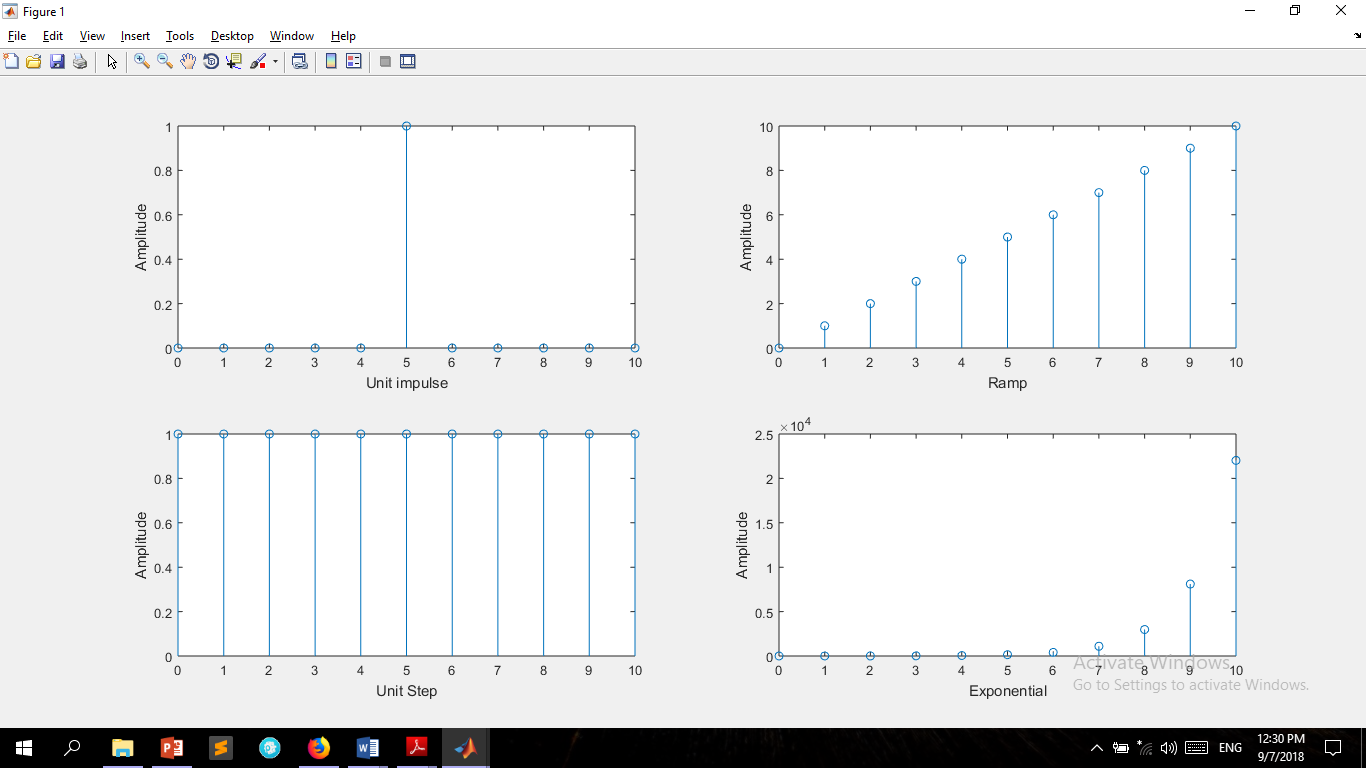 Figure 1
File Edit View Insert Tools Desktop Window Help
1
0.8
0.6
0.4
0.2
0
Amplitude
0 1 2 3 4 5 6 7 8 9 10
Unit impulse
10
8
6
4
2
0
Amplitude
0 1 2 3 4 5 6 7 8 9 10
Ramp
1
0.8
0.6
0.4
0.2
0
Amplitude
0 1 2 3 4 5 6 7 8 9 10
Unit Step
×10⁴
2.5
2
1.5
1
0.5
0
Amplitude
0 1 2 3 4 5 6 7 8 9 10
Exponential
Activate Windows
Go to Settings to activate Windows.
ENG
12:30 PM
9/7/2018